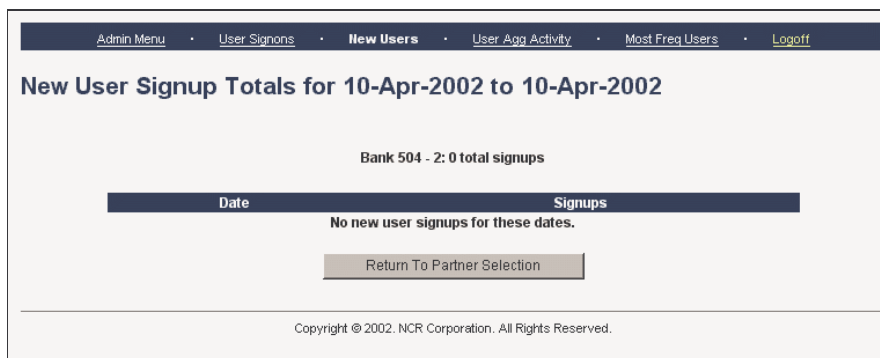 Admin Menu · User Signons · New Users · User Agg Activity · Most Freq Users · Logoff
New User Signup Totals for 10-Apr-2002 to 10-Apr-2002
Bank 504 - 2: 0 total signups
Date Signups
No new user signups for these dates.
Return To Partner Selection
Copyright © 2002. NCR Corporation. All Rights Reserved.